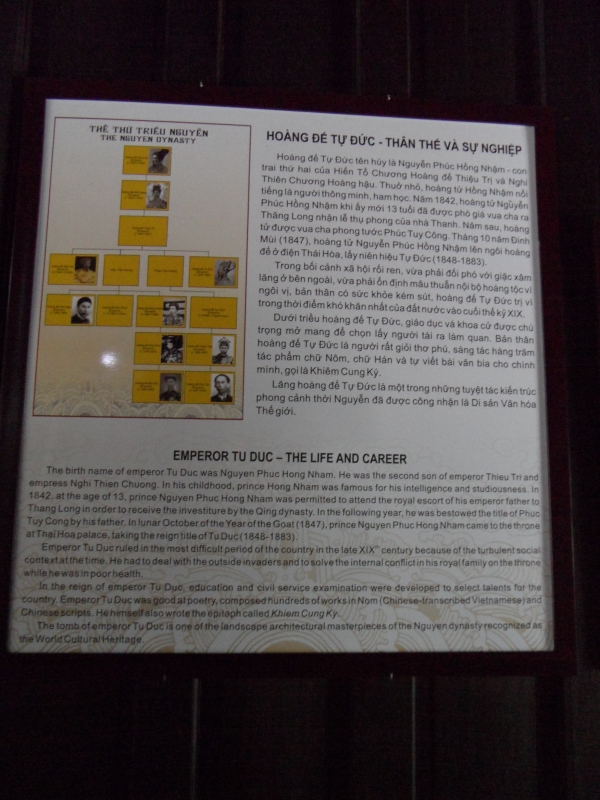 THẾ THỨ TRIỀU NGUYỄN
THE NGUYEN DYNASTY
HOÀNG ĐẾ TỰ ĐỨC - THÂN THẾ VÀ SỰ NGHIỆP
Hoàng đế Tự Đức tên húy là Nguyễn Phúc Hồng Nhậm - con
trai thứ hai của Hiến Tổ Chương Hoàng đế Thiệu Trị và Nghi
Thiên Chương Hoàng hậu. Thuở nhỏ, hoàng tử Hồng Nhậm nổi
tiếng là người thông minh, ham học. Năm 1842, hoàng tử Nguyễn
Phúc Hồng Nhậm khi ấy mới 13 tuổi đã được phò giá vua cha ra
Thăng Long nhận lễ thụ phong của nhà Thanh. Năm sau, hoàng
tử được vua cha phong tước Phúc Tuy Công. Tháng 10 năm Đinh
Mùi (1847), hoàng tử Nguyễn Phúc Hồng Nhậm lên ngôi hoàng
đế ở điện Thái Hòa, lấy niên hiệu Tự Đức (1848-1883).
Trong bối cảnh xã hội rối ren, vừa phải đối phó với giặc xâm
lăng ở bên ngoài, vừa phải ổn định mâu thuẫn nội bộ hoàng tộc vì
ngôi vị, bản thân có sức khỏe kém sút, hoàng đế Tự Đức trị vì
trong thời điểm khó khăn nhất của đất nước vào cuối thế kỷ XIX.
Dưới triều hoàng đế Tự Đức, giáo dục và khoa cử được chú
trọng mở mang để chọn lấy người tài ra làm quan. Bản thân
hoàng đế Tự Đức là người rất giỏi thơ phú, sáng tác hàng trăm
tác phẩm chữ Nôm, chữ Hán và tự viết bài văn bia cho chính
mình, gọi là Khiêm Cung Ký.
Lăng hoàng đế Tự Đức là một trong những tuyệt tác kiến trúc
phong cảnh thời Nguyễn đã được công nhận là Di sản Văn hóa
Thế giới.
EMPEROR TU DUC – THE LIFE AND CAREER
The birth name of emperor Tu Duc was Nguyen Phuc Hong Nham. He was the second son of emperor Thieu Tri and
empress Nghi Thien Chuong. In his childhood, prince Hong Nham was famous for his intelligence and studiousness. In
1842, at the age of 13, prince Nguyen Phuc Hong Nham was permitted to attend the royal escort of his emperor father to
Thang Long in order to receive the investiture by the Qing dynasty. In the following year, he was bestowed the title of Phuc
Tuy Cong by his father. In lunar October of the Year of the Goat (1847), prince Nguyen Phuc Hong Nham came to the throne
at Thai Hoa palace, taking the reign title of Tu Duc (1848-1883).
Emperor Tu Duc ruled in the most difficult period of the country in the late XIXth century because of the turbulent social
context at the time. He had to deal with the outside invaders and to solve the internal conflict in his royal family on the throne
while he was in poor health.
In the reign of emperor Tu Duc, education and civil service examination were developed to select talents for the
country. Emperor Tu Duc was good at poetry, composed hundreds of works in Nom (Chinese-transcribed Vietnamese) and
Chinese scripts. He himself also wrote the epitaph called Khiem Cung Ky.
The tomb of emperor Tu Duc is one of the landscape architectural masterpieces of the Nguyen dynasty recognized as
the World Cultural Heritage.